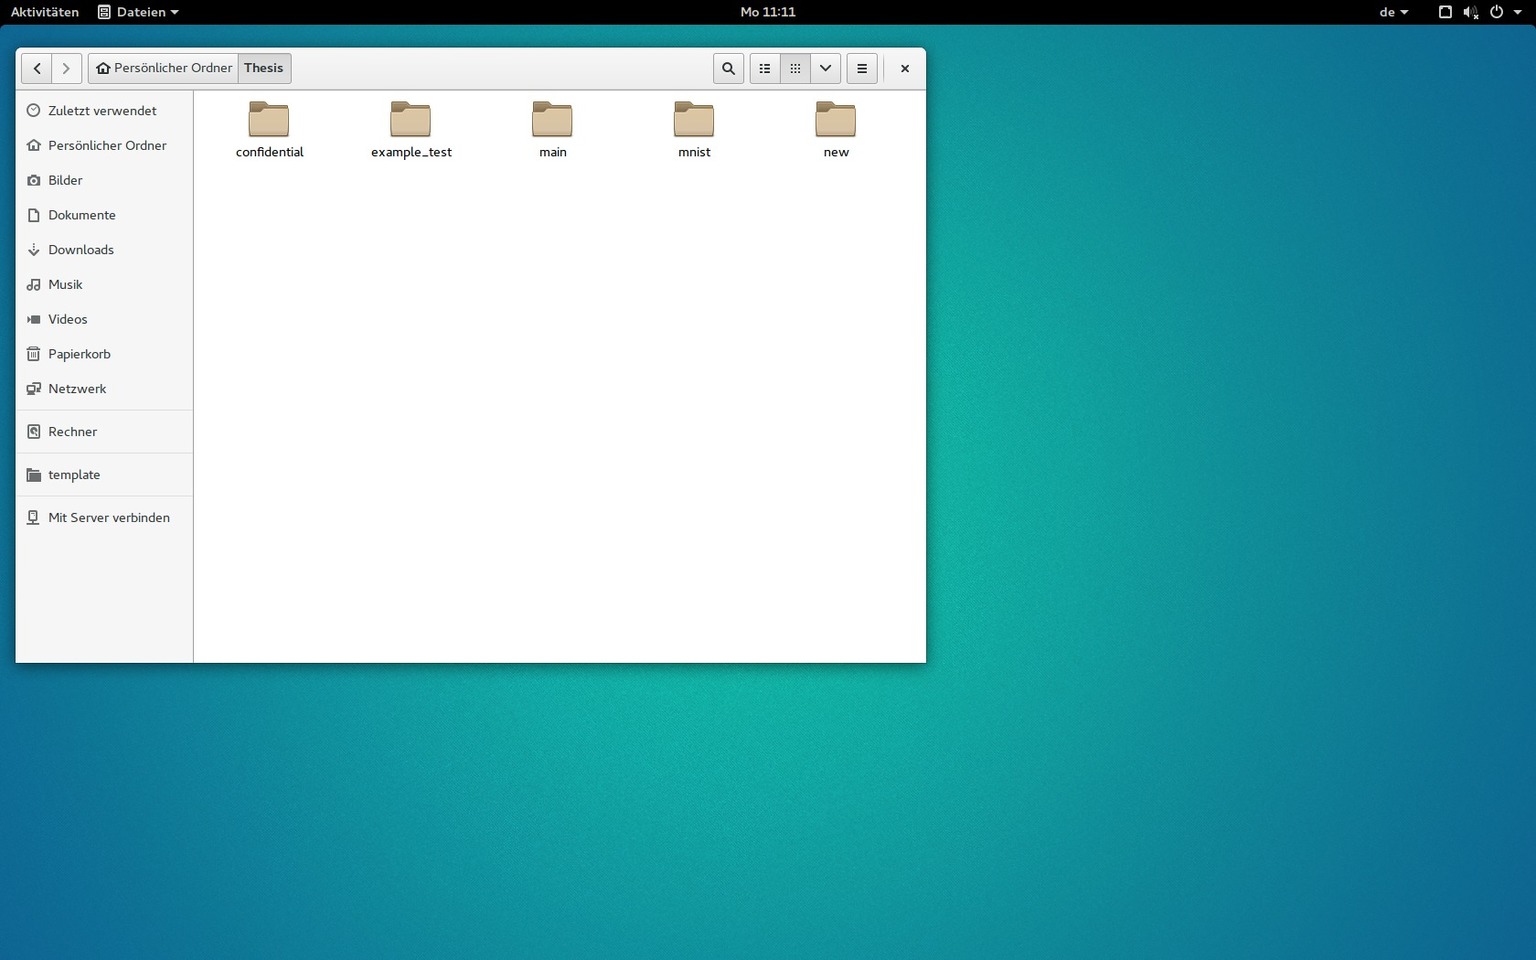 Aktivitäten Dateien Mo 11:11 de
Persönlicher Ordner Thesis
Zuletzt verwendet
Persönlicher Ordner
Bilder
Dokumente
Downloads
Musik
Videos
Papierkorb
Netzwerk
Rechner
template
Mit Server verbinden
confidential example_test main mnist new